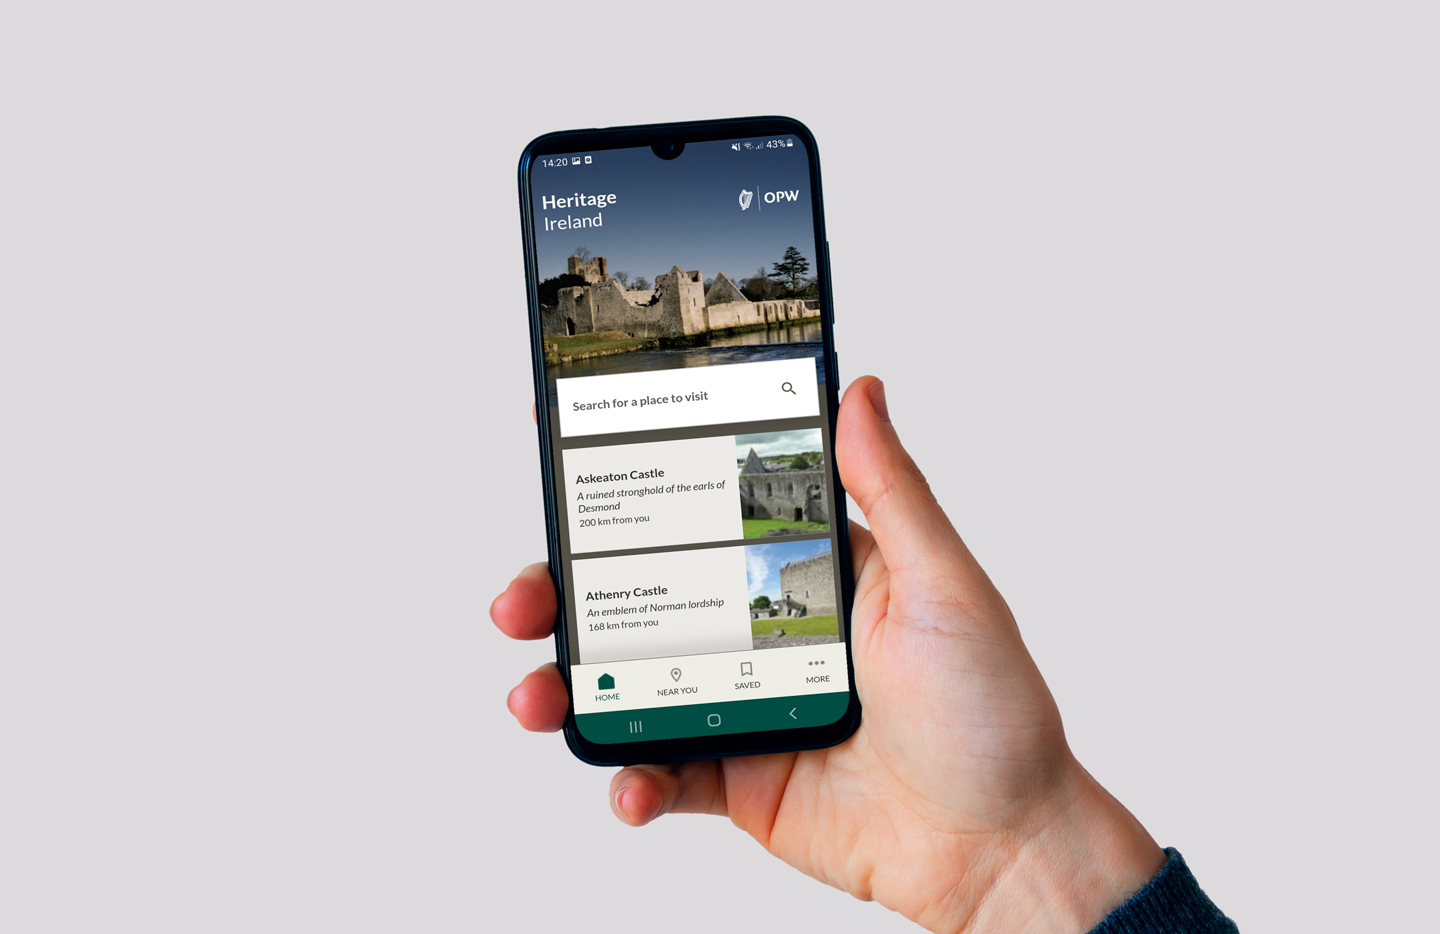 14:20 43%
Heritage
Ireland
OPW
Search for a place to visit
Askeaton Castle
A ruined stronghold of the earls of
Desmond
200 km from you
Athenry Castle
An emblem of Norman lordship
168 km from you
HOME NEAR YOU SAVED MORE